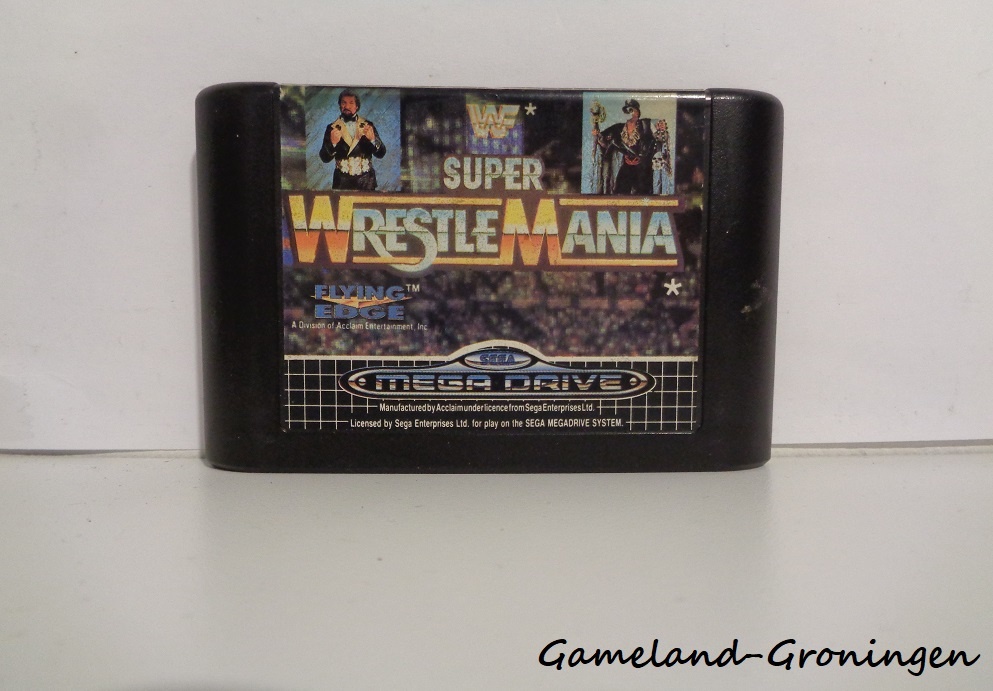 WF *
SUPER
WRESTLEMANIA
*
FLYING™
EDGE
A Division of Acclaim Entertainment, Inc
SEGA
MEGA DRIVE
Manufactured by Acclaim under licence from Sega Enterprises Ltd.
Licensed by Sega Enterprises Ltd. for play on the SEGA MEGADRIVE SYSTEM.
Gameland-Groningen